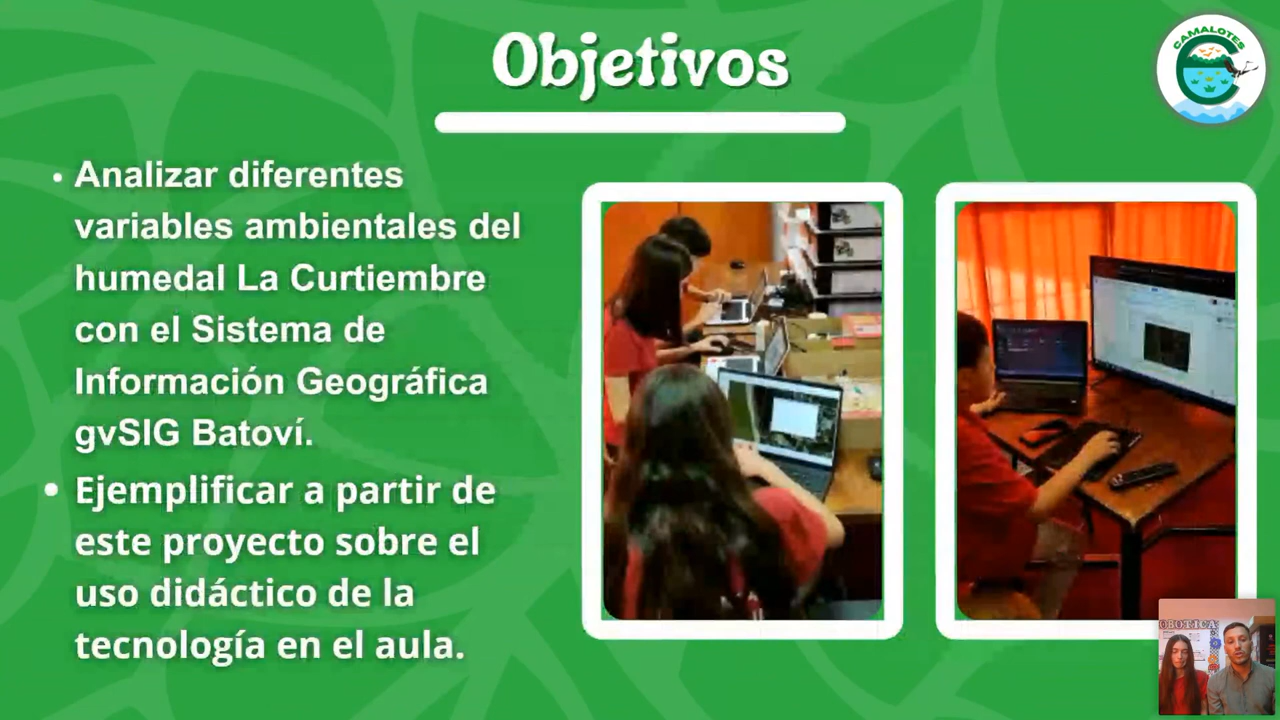 Objetivos
CAMALOTES
• Analizar diferentes
variables ambientales del
humedal La Curtiembre
con el Sistema de
Información Geográfica
gvSIG Batoví.
• Ejemplificar a partir de
este proyecto sobre el
uso didáctico de la
tecnología en el aula.
OBOTICA